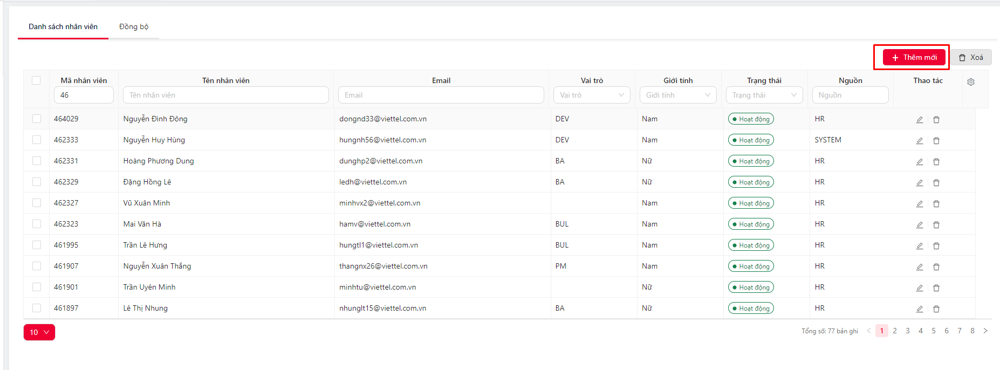 Danh sách nhân viên Đồng bộ
Thêm mới Xoá
Mã nhân viên Tên nhân viên Email Vai trò Giới tính Trạng thái Nguồn Thao tác
46 Tên nhân viên Email Vai trò Giới tính Trạng thái Nguồn
464029 Nguyễn Đình Đông dongnd33@viettel.com.vn DEV Nam Hoạt động HR
462333 Nguyễn Huy Hùng hungnh56@viettel.com.vn DEV Nam Hoạt động SYSTEM
462331 Hoàng Phương Dung dunghp2@viettel.com.vn BA Nữ Hoạt động HR
462329 Đặng Hồng Lê ledh@viettel.com.vn BA Nữ Hoạt động HR
462327 Vũ Xuân Minh minhvx2@viettel.com.vn Nam Hoạt động HR
462323 Mai Văn Hà hamv@viettel.com.vn BUL Nam Hoạt động HR
461995 Trần Lê Hưng hungtl1@viettel.com.vn BUL Nam Hoạt động HR
461907 Nguyễn Xuân Thắng thangnx26@viettel.com.vn PM Nam Hoạt động HR
461901 Trần Uyên Minh minhtu@viettel.com.vn Nữ Hoạt động HR
461897 Lê Thị Nhung nhunglt15@viettel.com.vn BA Nữ Hoạt động HR
10 Tổng số: 77 bản ghi < 1 2 3 4 5 6 7 8 >